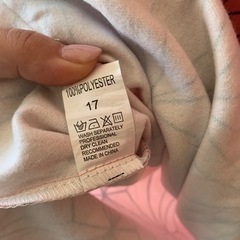 100%POLYESTER
17
WASH SEPARATELY
PROFESSIONAL
DRY CLEAN
RECOMMENDED
MADE IN CHINA